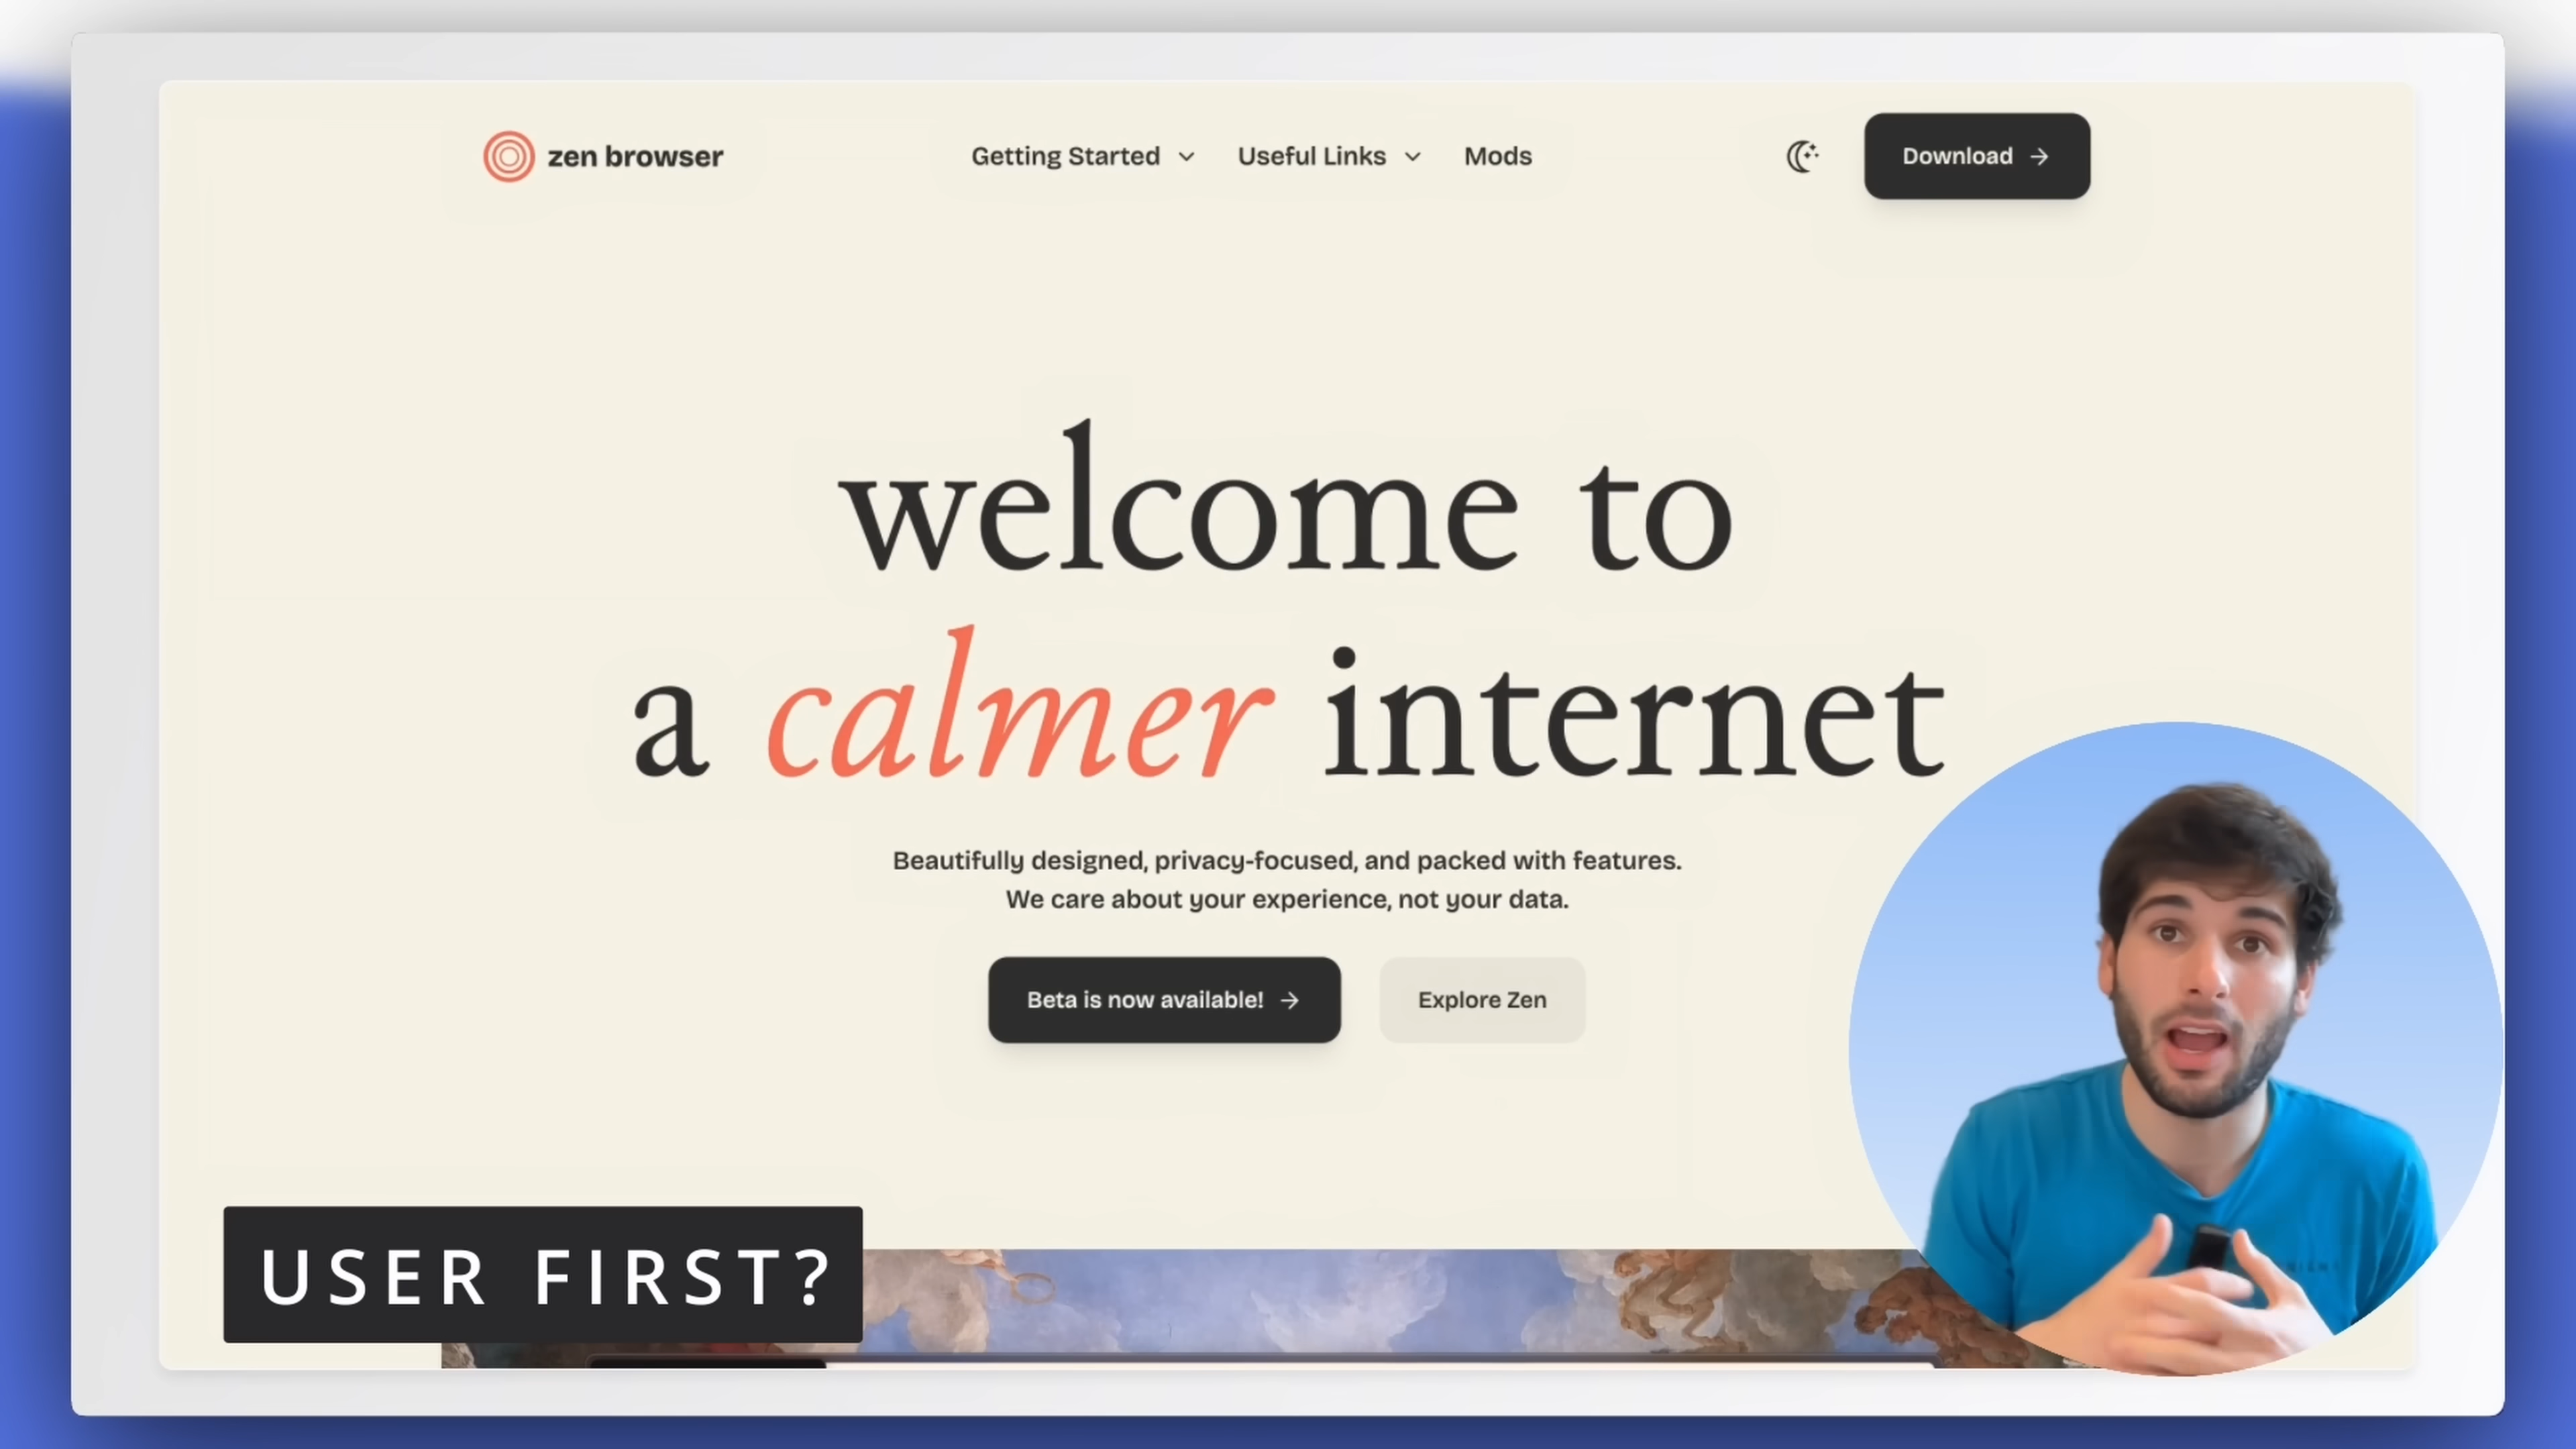 zen browser
Getting Started
Useful Links
Mods
Download
welcome to
a calmer internet
Beautifully designed, privacy-focused, and packed with features.
We care about your experience, not your data.
Beta is now available!
Explore Zen
USER FIRST?